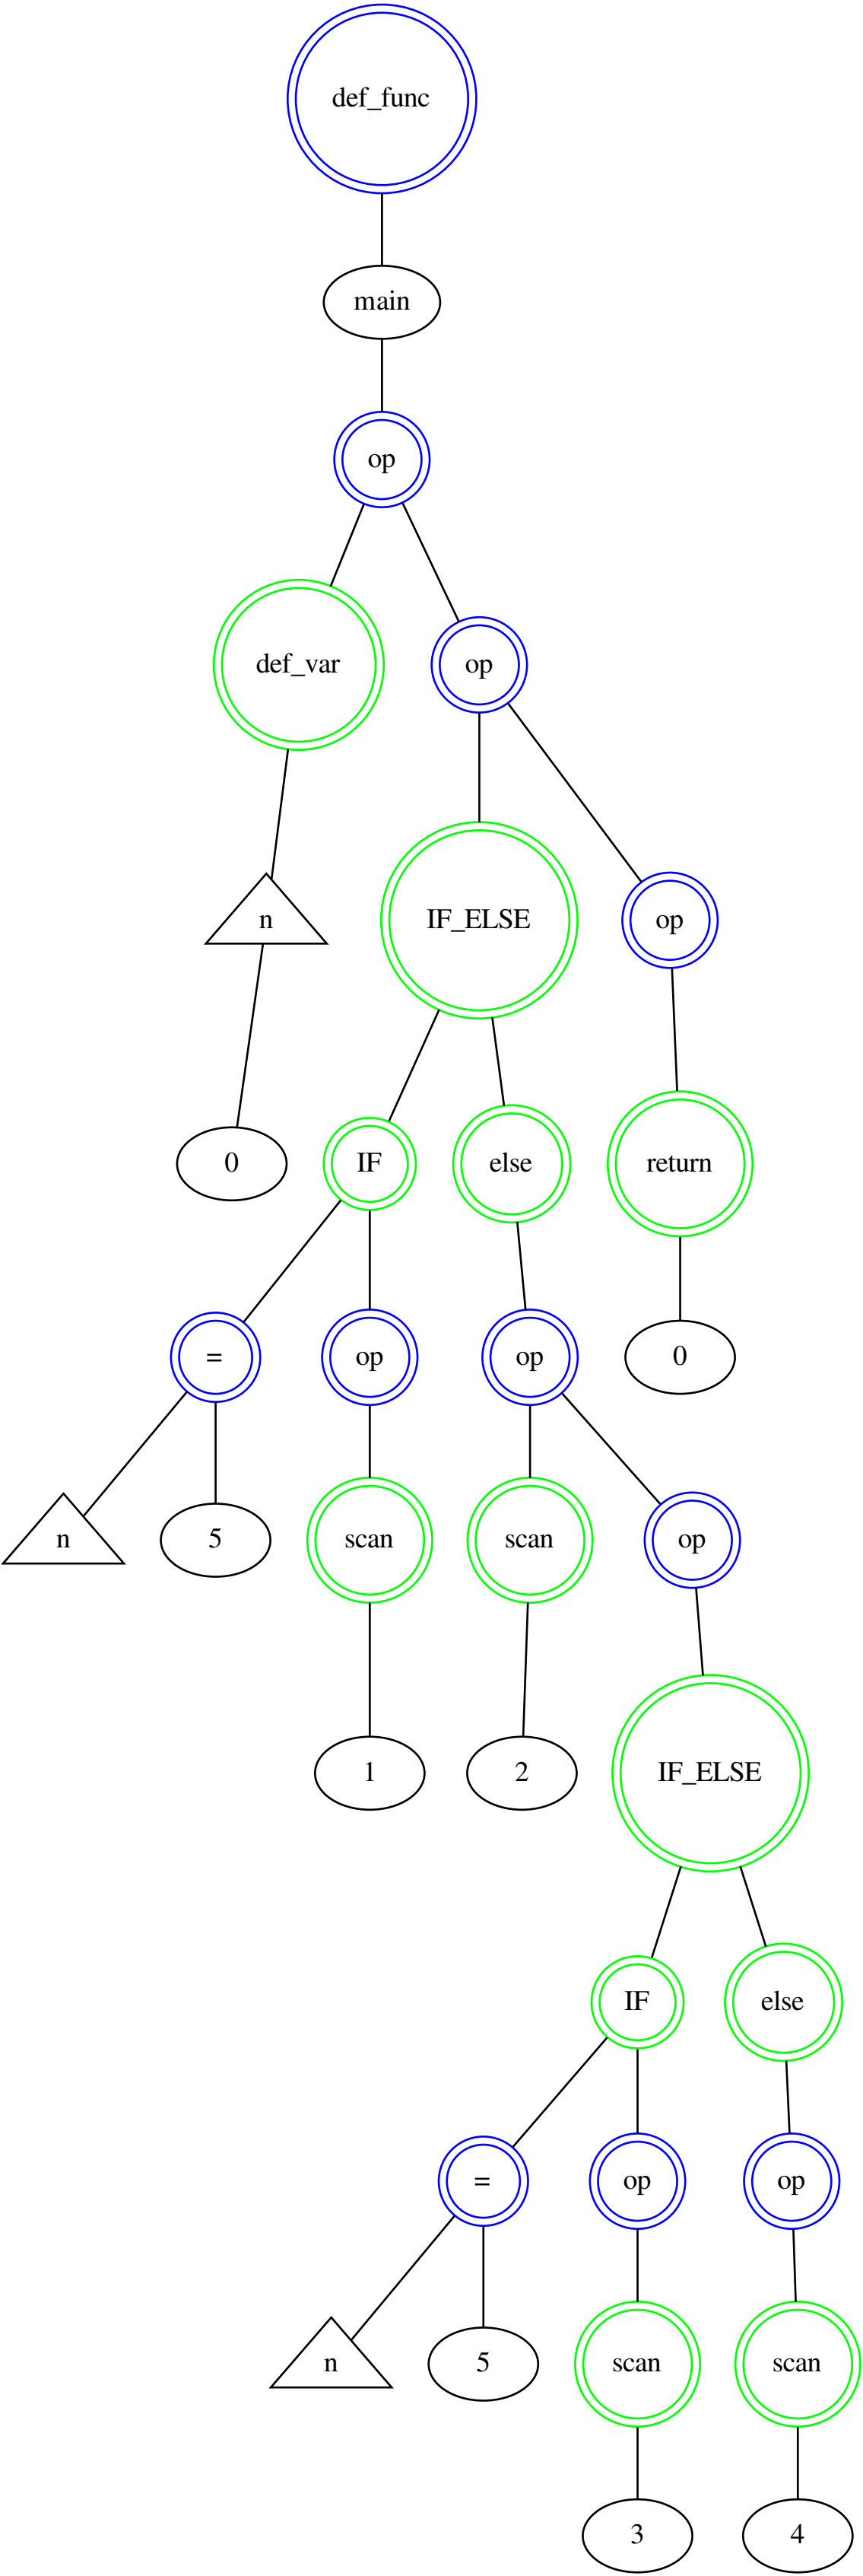 def_func
main
op
def_var
op
n
IF_ELSE
op
0
IF
else
return
=
op
op
0
n
5
scan
scan
op
1
2
IF_ELSE
IF
else
=
op
op
n
5
scan
scan
3
4